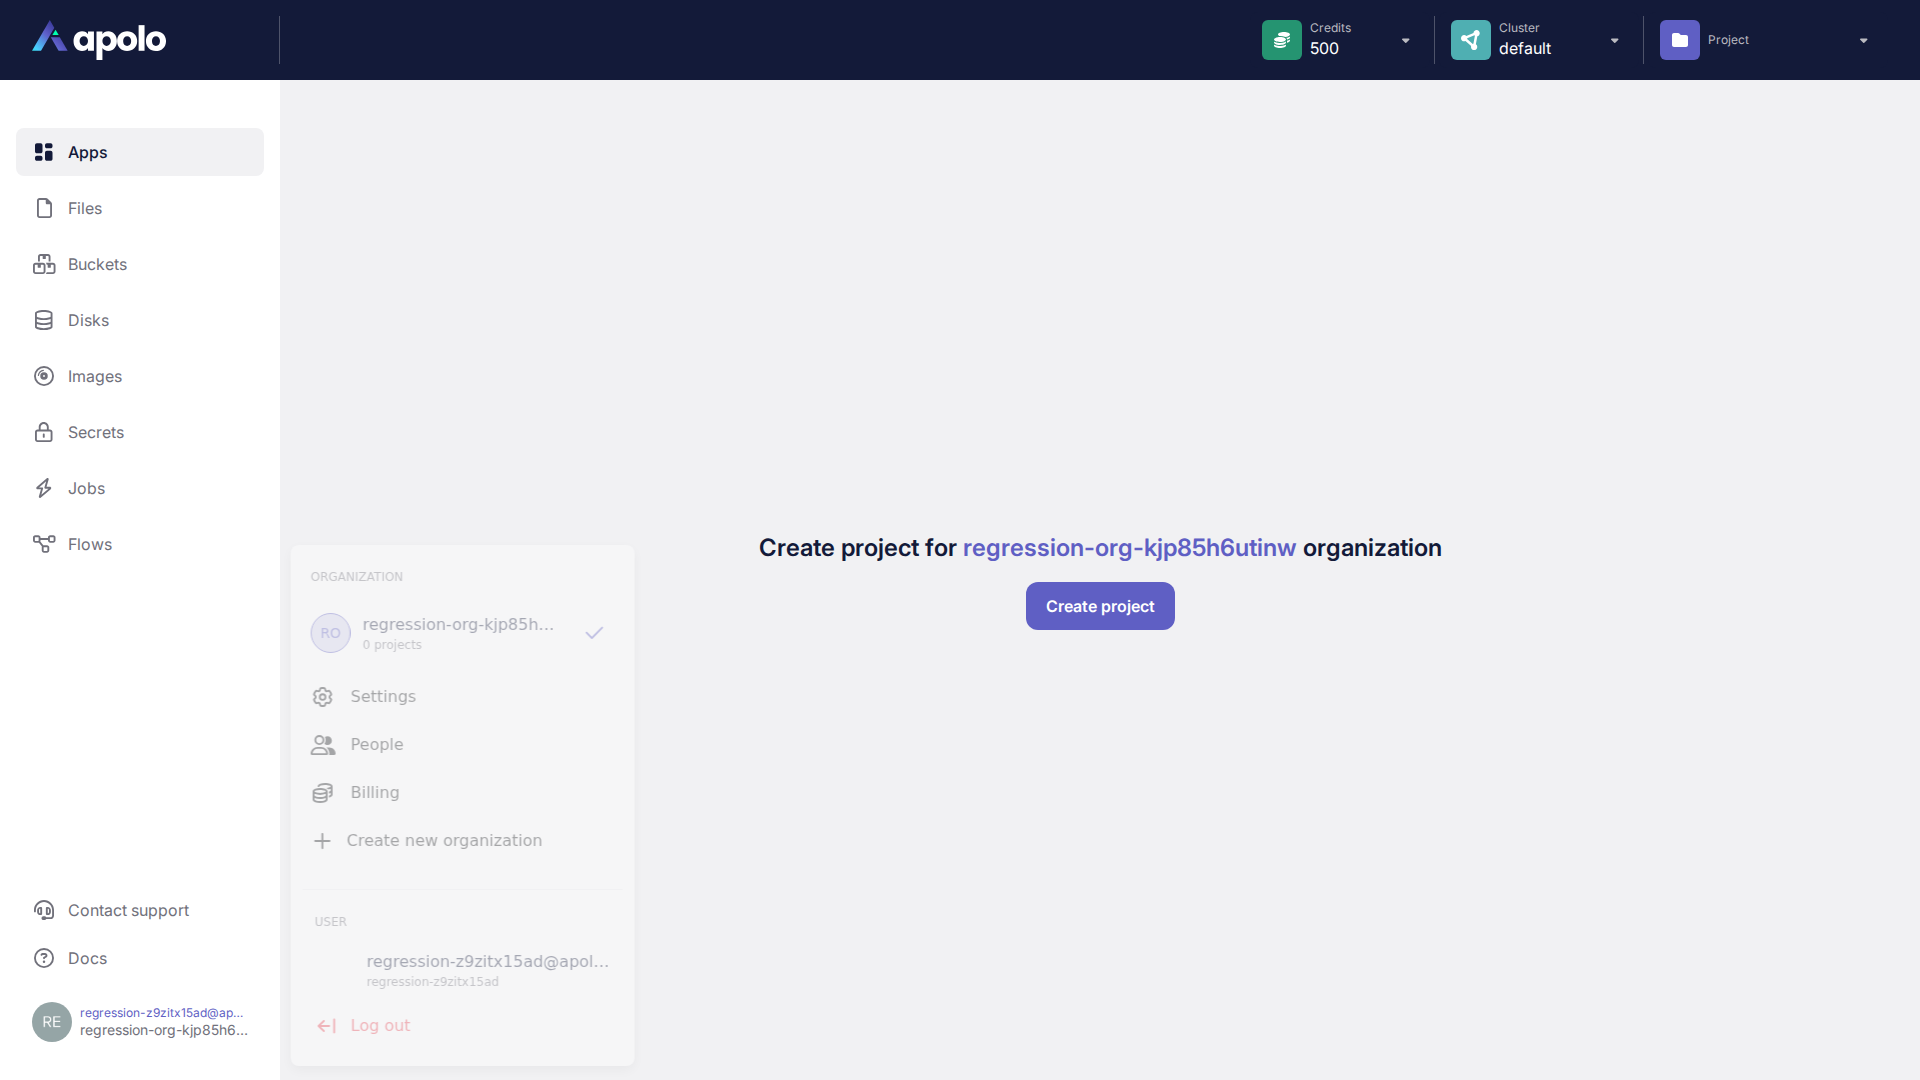 apolo
Credits
500
Cluster
default
Project
Apps
Files
Buckets
Disks
Images
Secrets
Jobs
Flows
Contact support
Docs
RE
regression-z9zitx15ad@ap...
regression-org-kjp85h6...
ORGANIZATION
RO
regression-org-kjp85h...
0 projects
Settings
People
Billing
Create new organization
USER
regression-z9zitx15ad@apol...
regression-z9zitx15ad
Log out
Create project for regression-org-kjp85h6utinw organization
Create project